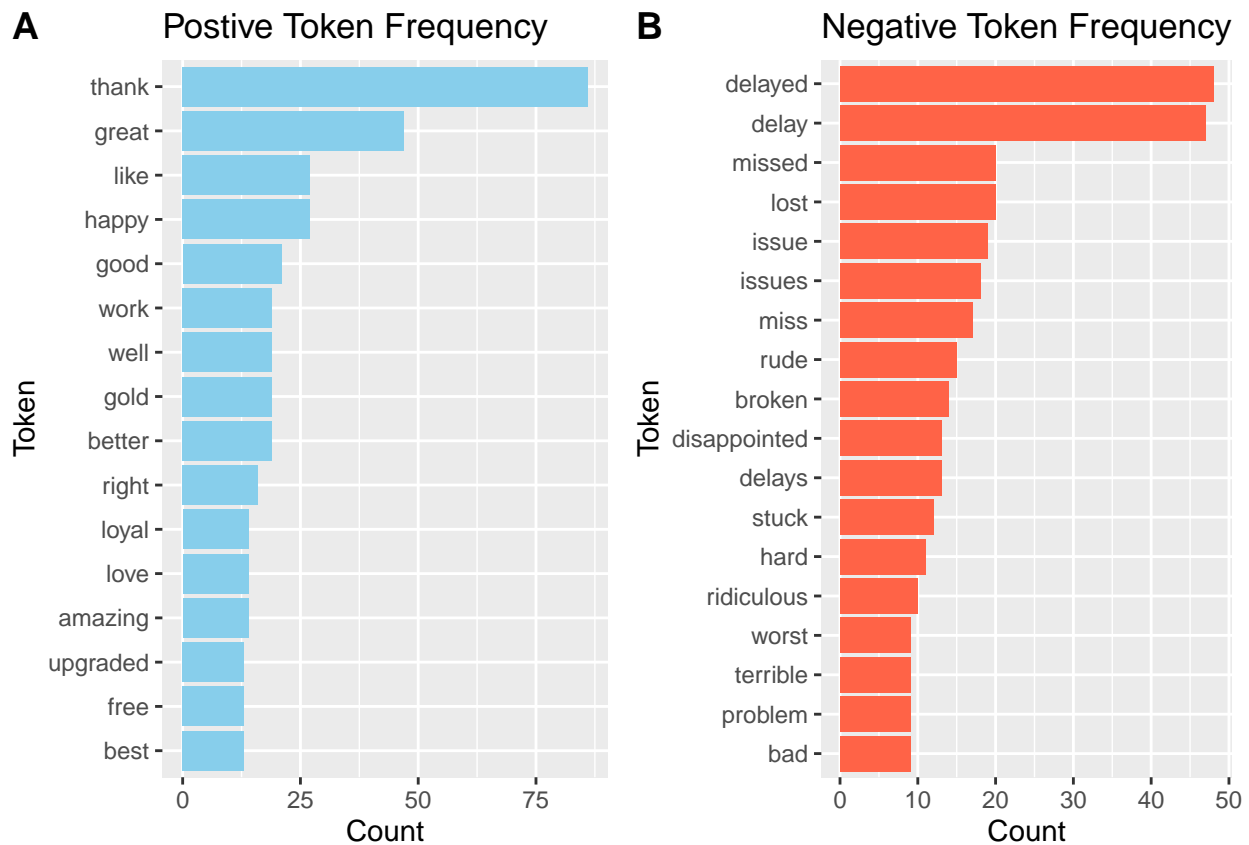 A
Postive Token Frequency
Token
thank
great
like
happy
good
work
well
gold
better
right
loyal
love
amazing
upgraded
free
best
0 25 50 75
Count
B
Negative Token Frequency
Token
delayed
delay
missed
lost
issue
issues
miss
rude
broken
disappointed
delays
stuck
hard
ridiculous
worst
terrible
problem
bad
0 10 20 30 40 50
Count